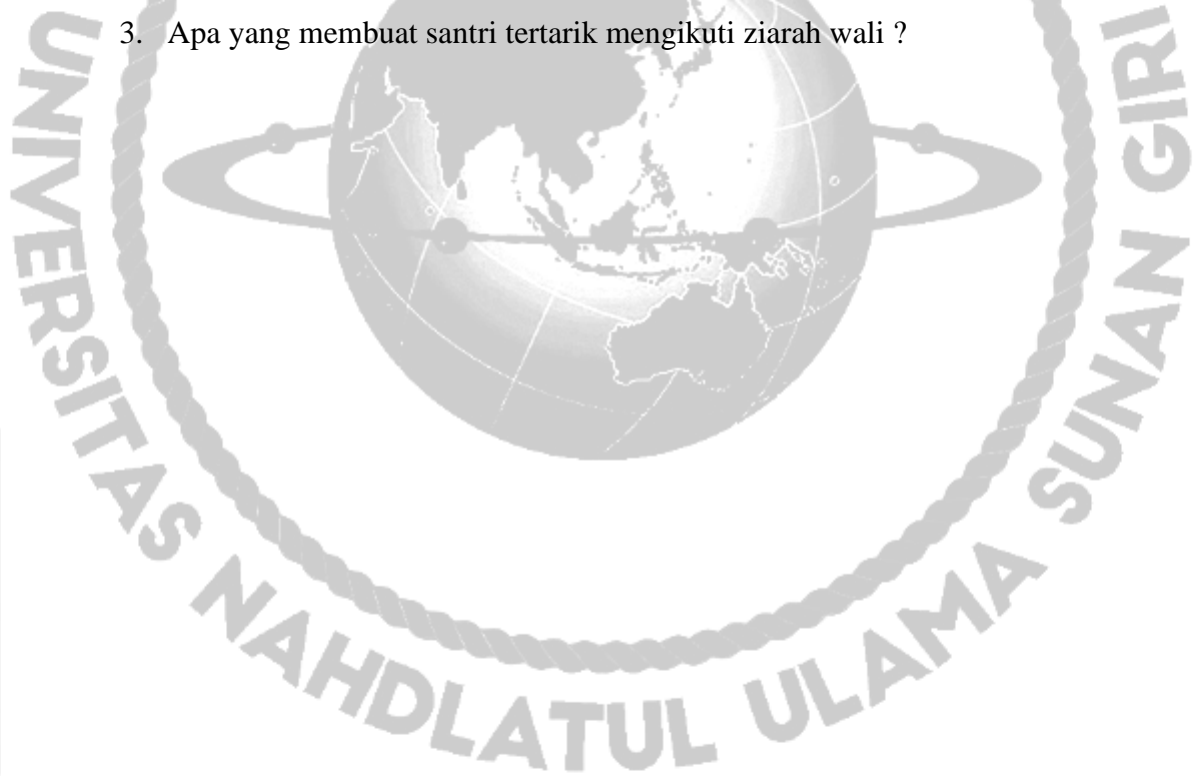 3. Apa yang membuat santri tertarik mengikuti ziarah wali ?
UNIVERSITAS NAHDLATUL ULAMA SUNAN GIRI